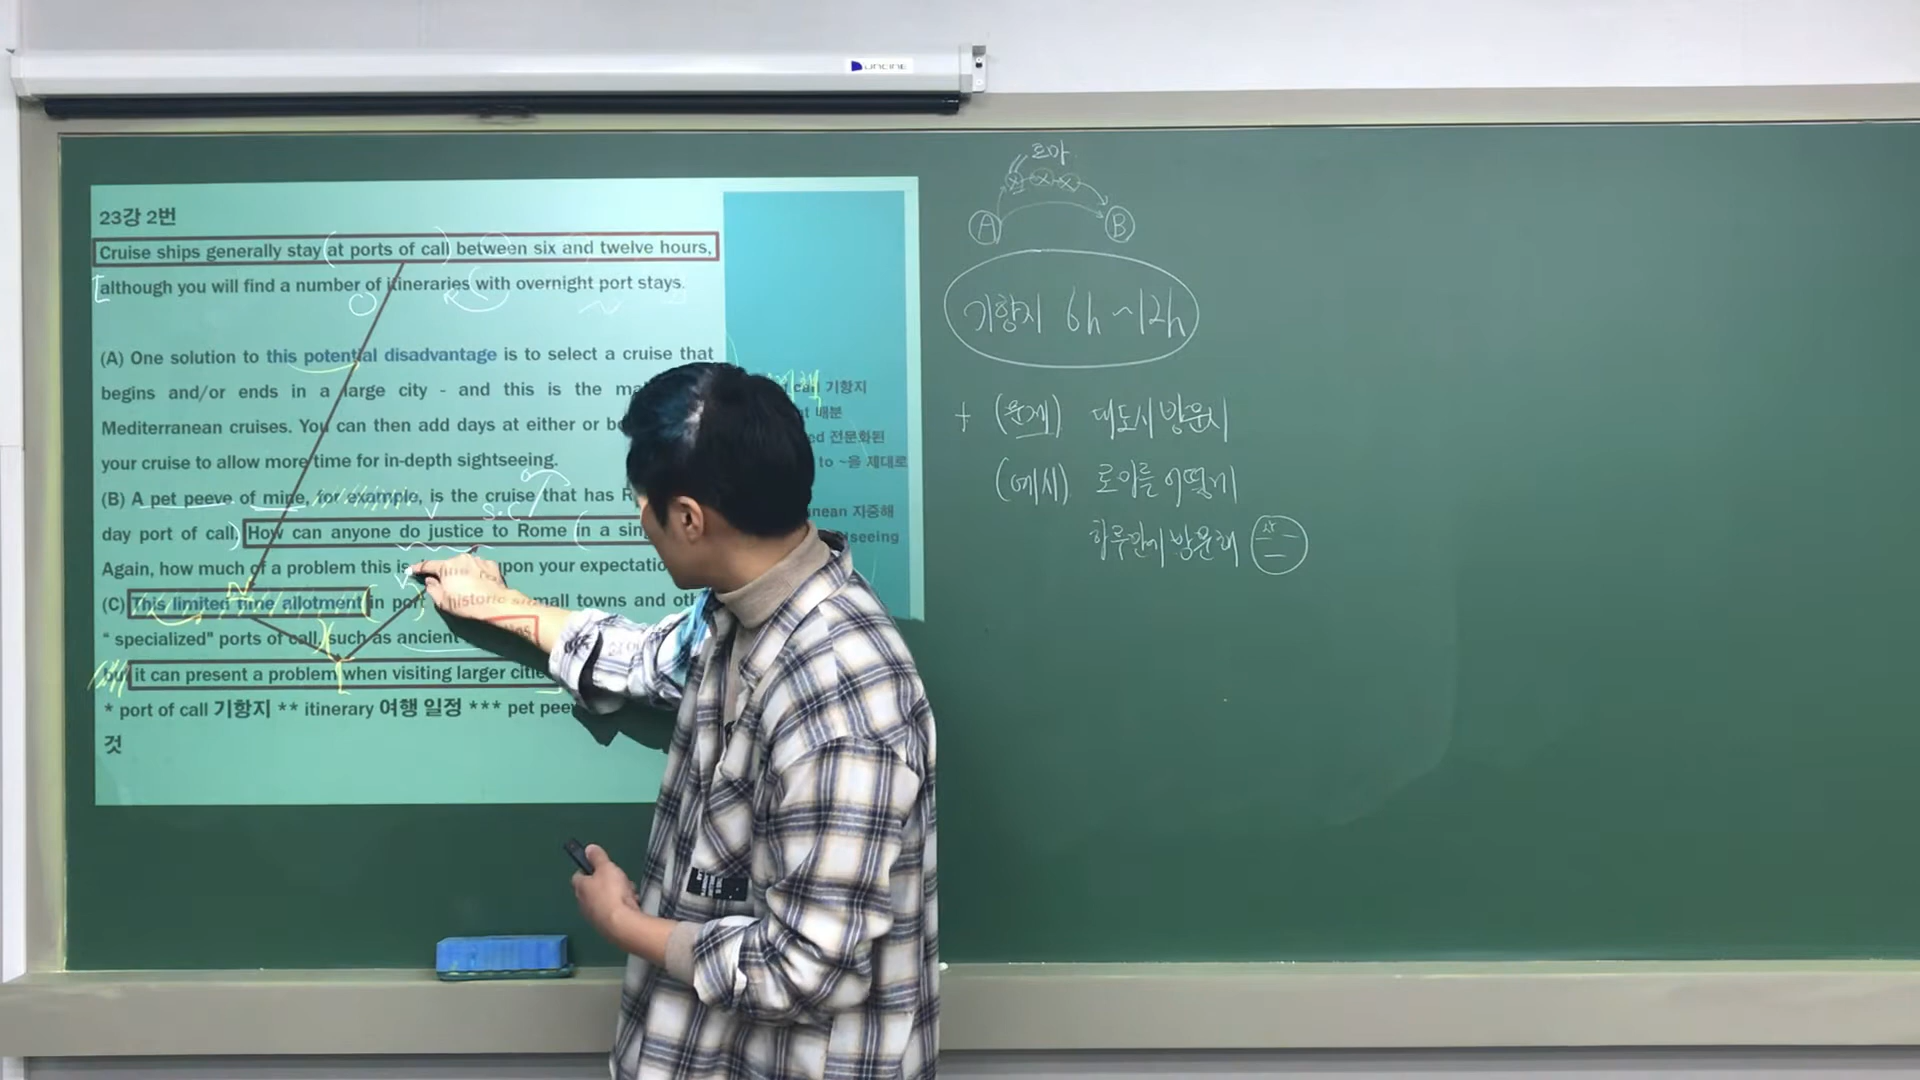 JNCINE
23강 2번
Cruise ships generally stay at ports of call between six and twelve hours,
although you will find a number of itineraries with overnight port stays.
(A) One solution to this potential disadvantage is to select a cruise that
begins and/or ends in a large city - and this is the
Mediterranean cruises. You can then add days at either or
your cruise to allow more time for in-depth sightseeing.
(B) A pet peeve of mine, for example, is the cruise that has
day port of call. How can anyone do justice to Rome in a
Again, how much of a problem this is upon your
(C) This limited time allotment in port historic small towns and
" specialized" ports of call, such as ancient
but it can present a problem when visiting larger
* port of call 기항지 ** itinerary 여행 일정 *** pet
것
call 기항지
배분
전문화된
to ~을 제대로
지중해
S.C
로마
A
B
기항지 6h ~12h
+ (문제) 대도시 방문시
(예시) 로마를 어떻게
하루만에 방문해